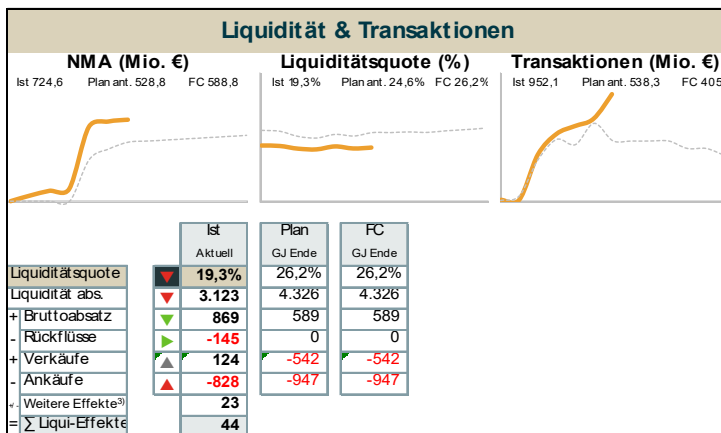 Liquidität & Transaktionen
NMA (Mio. €) Liquiditätsquote (%) Transaktionen (Mio. €)
Ist 724,6 Plan ant. 528,8 FC 588,8 Ist 19,3% Plan ant. 24,6% FC 26,2% Ist 952,1 Plan ant. 538,3 FC 405
Ist Plan FC
Aktuell GJ Ende GJ Ende
Liquiditätsquote 19,3% 26,2% 26,2%
Liquidität abs. 3.123 4.326 4.326
+ Bruttoabsatz 869 589 589
- Rückflüsse -145 0 0
+ Verkäufe 124 -542 -542
- Ankäufe -828 -947 -947
+/- Weitere Effekte³⁾ 23
= ∑ Liqui-Effekte 44